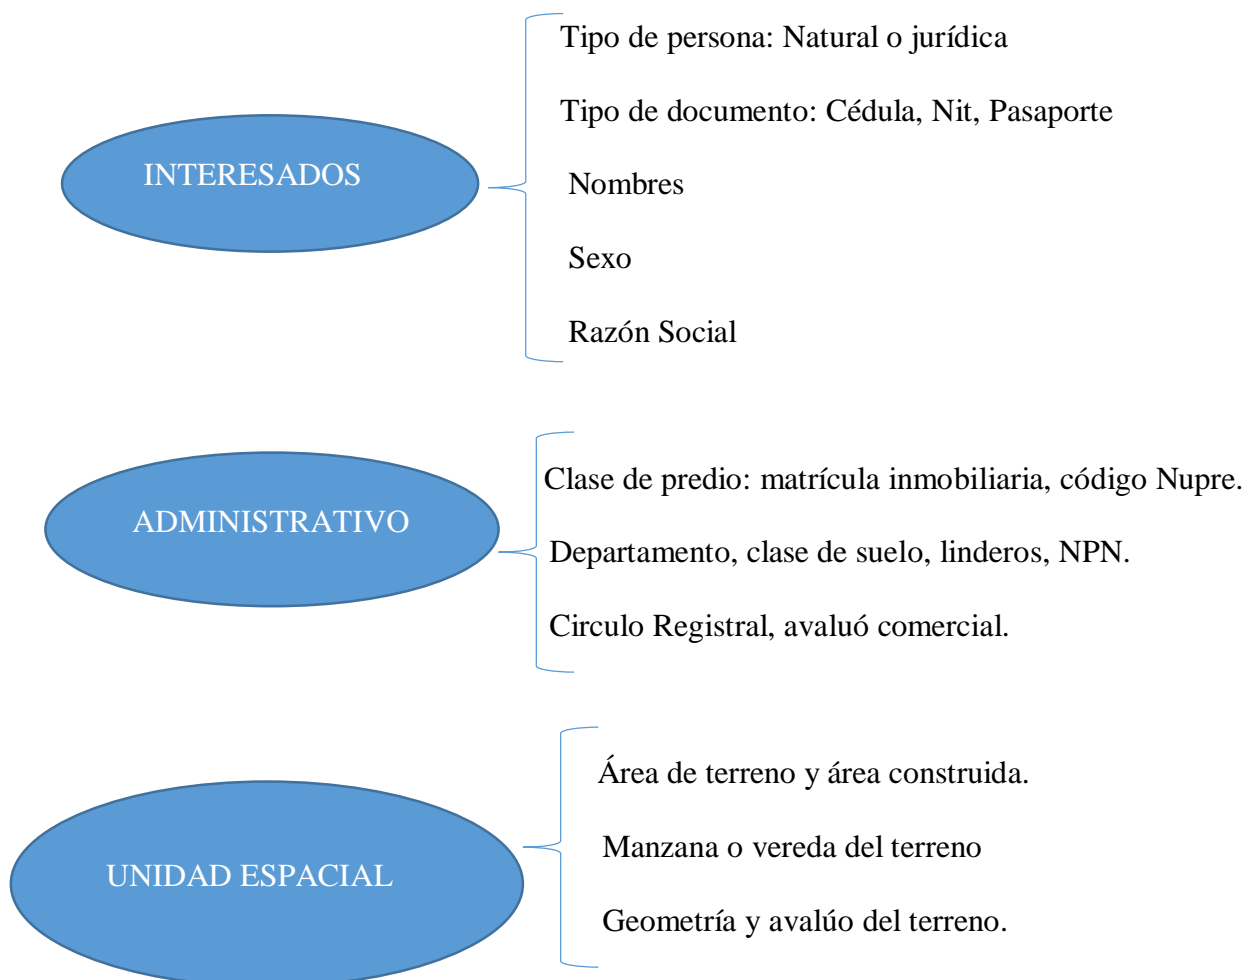 INTERESADOS
Tipo de persona: Natural o jurídica
Tipo de documento: Cédula, Nit, Pasaporte
Nombres
Sexo
Razón Social
ADMINISTRATIVO
Clase de predio: matrícula inmobiliaria, código Nupre.
Departamento, clase de suelo, linderos, NPN.
Circulo Registral, avaluó comercial.
UNIDAD ESPACIAL
Área de terreno y área construida.
Manzana o vereda del terreno
Geometría y avalúo del terreno.